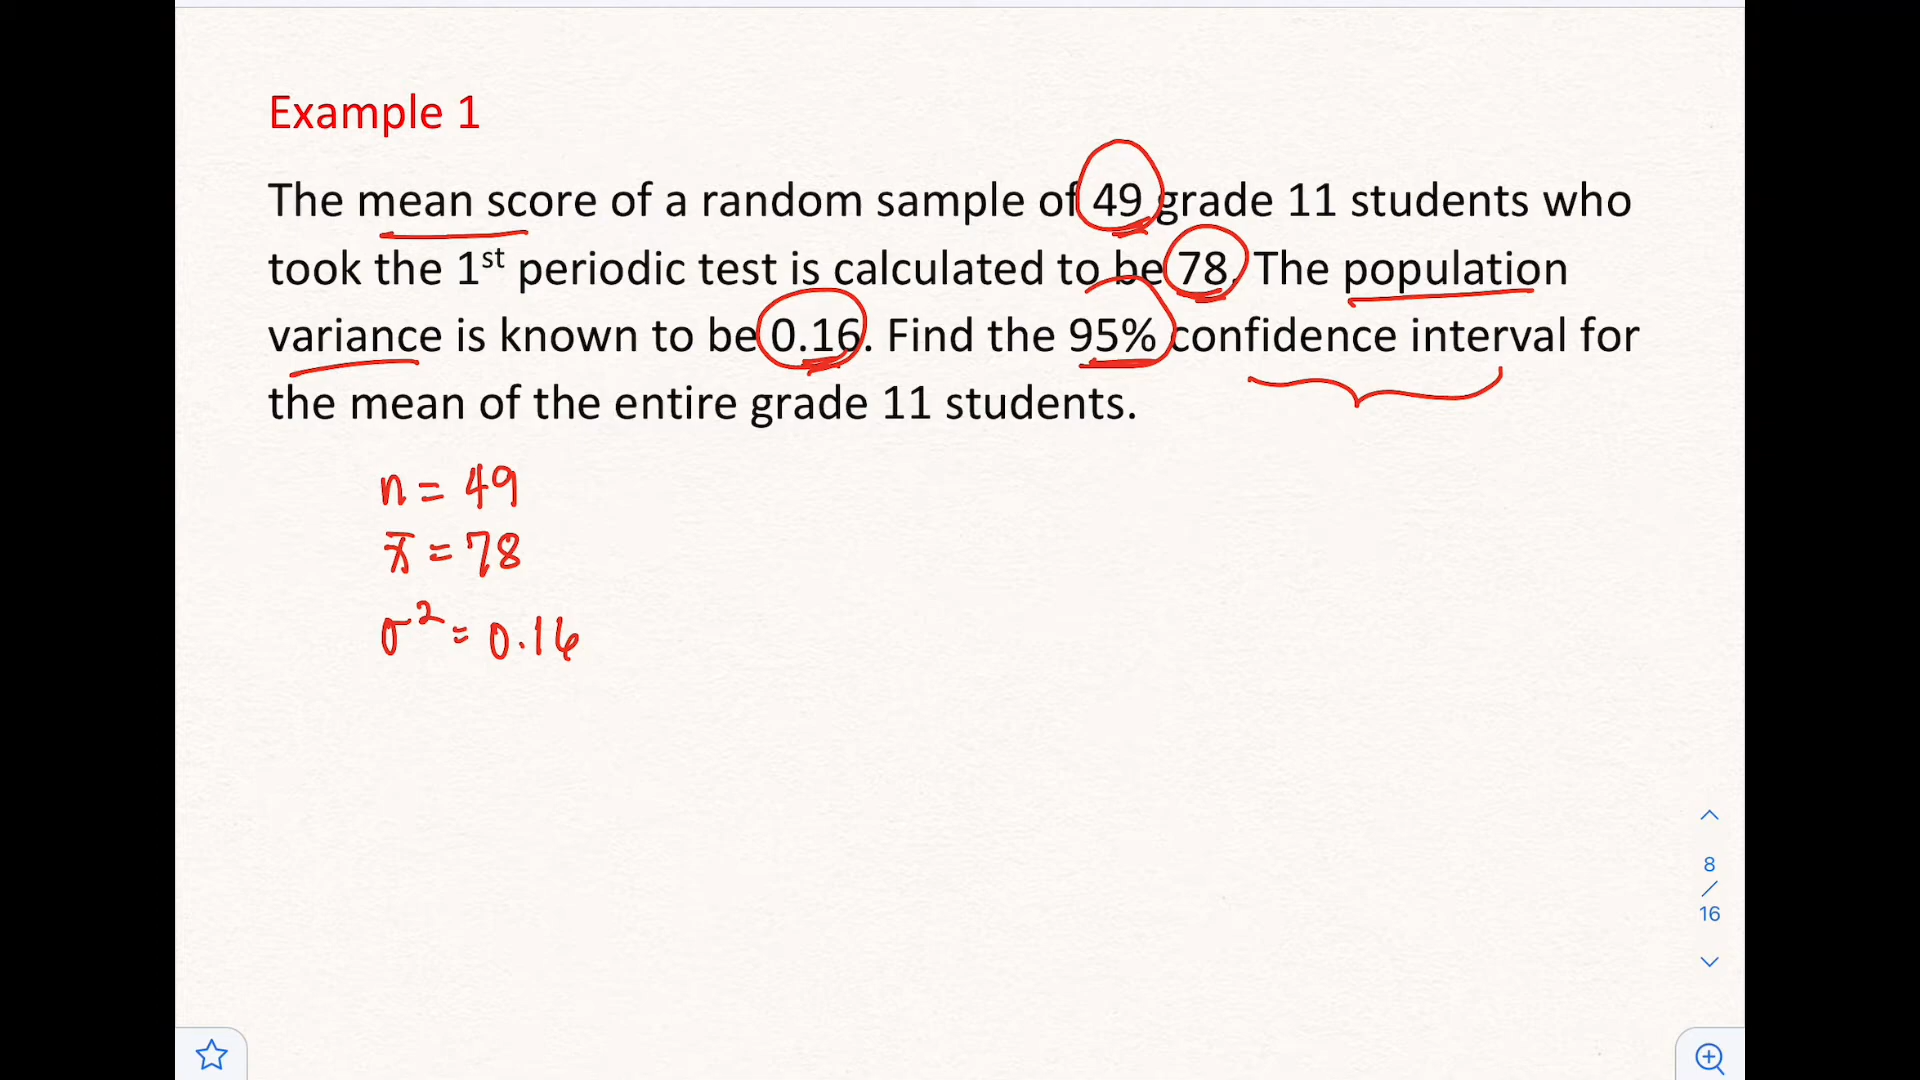 Example 1
The mean score of a random sample of 49 grade 11 students who
took the 1st periodic test is calculated to be 78. The population
variance is known to be 0.16. Find the 95% confidence interval for
the mean of the entire grade 11 students.
n = 49
x̄ = 78
σ² = 0.16
8
/
16